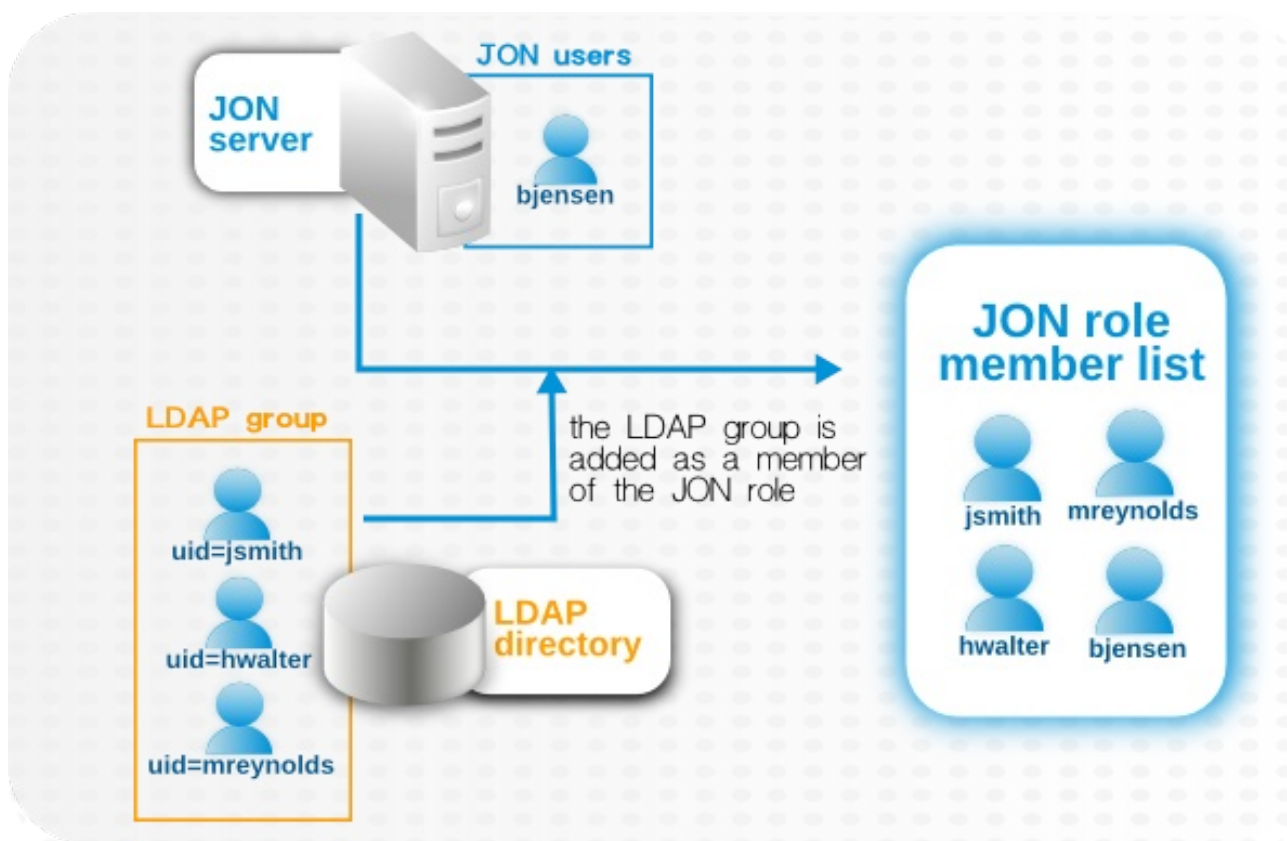 JON users
JON
server
bjensen
JON role
member list
LDAP group
the LDAP group is
added as a member
of the JON role
jsmith
mreynolds
hwalter
bjensen
uid=jsmith
uid=hwalter
uid=mreynolds
LDAP
directory